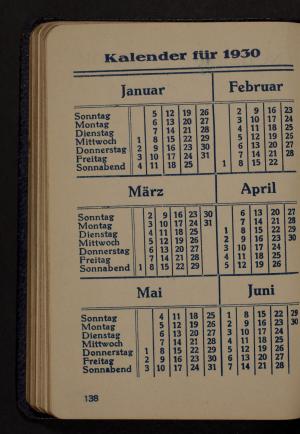 Kalender für 1930
Januar Februar
Sonntag 5 12 19 26 2 9 16 23
Montag 6 13 20 27 3 10 17 24
Dienstag 7 14 21 28 4 11 18 25
Mittwoch 1 8 15 22 29 5 12 19 26
Donnerstag 2 9 16 23 30 6 13 20 27
Freitag 3 10 17 24 31 7 14 21 28
Sonnabend 4 11 18 25 1 8 15 22
März April
Sonntag 2 9 16 23 30 6 13 20 27
Montag 3 10 17 24 31 7 14 21 28
Dienstag 4 11 18 25 1 8 15 22 29
Mittwoch 5 12 19 26 2 9 16 23 30
Donnerstag 6 13 20 27 3 10 17 24
Freitag 7 14 21 28 4 11 18 25
Sonnabend 1 8 15 22 29 5 12 19 26
Mai Juni
Sonntag 4 11 18 25 1 8 15 22 29
Montag 5 12 19 26 2 9 16 23 30
Dienstag 6 13 20 27 3 10 17 24
Mittwoch 7 14 21 28 4 11 18 25
Donnerstag 1 8 15 22 29 5 12 19 26
Freitag 2 9 16 23 30 6 13 20 27
Sonnabend 3 10 17 24 31 7 14 21 28
138